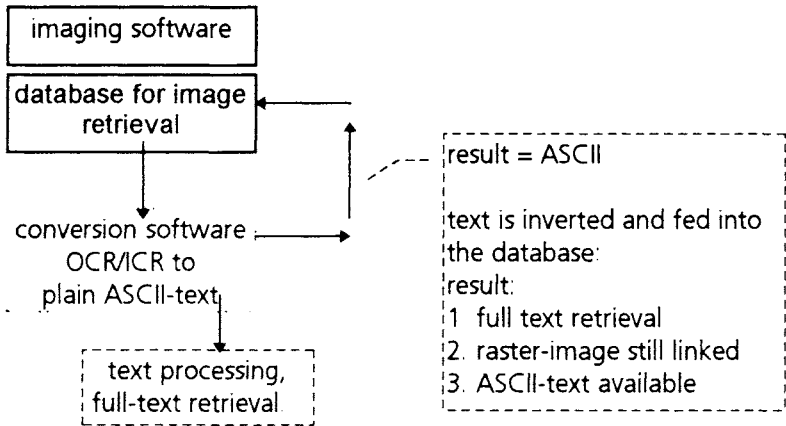 imaging software
database for image
retrieval
conversion software
OCR/ICR to
plain ASCII-text
text processing,
full-text retrieval
result = ASCII
text is inverted and fed into
the database:
result:
1 full text retrieval
2. raster-image still linked
3. ASCII-text available